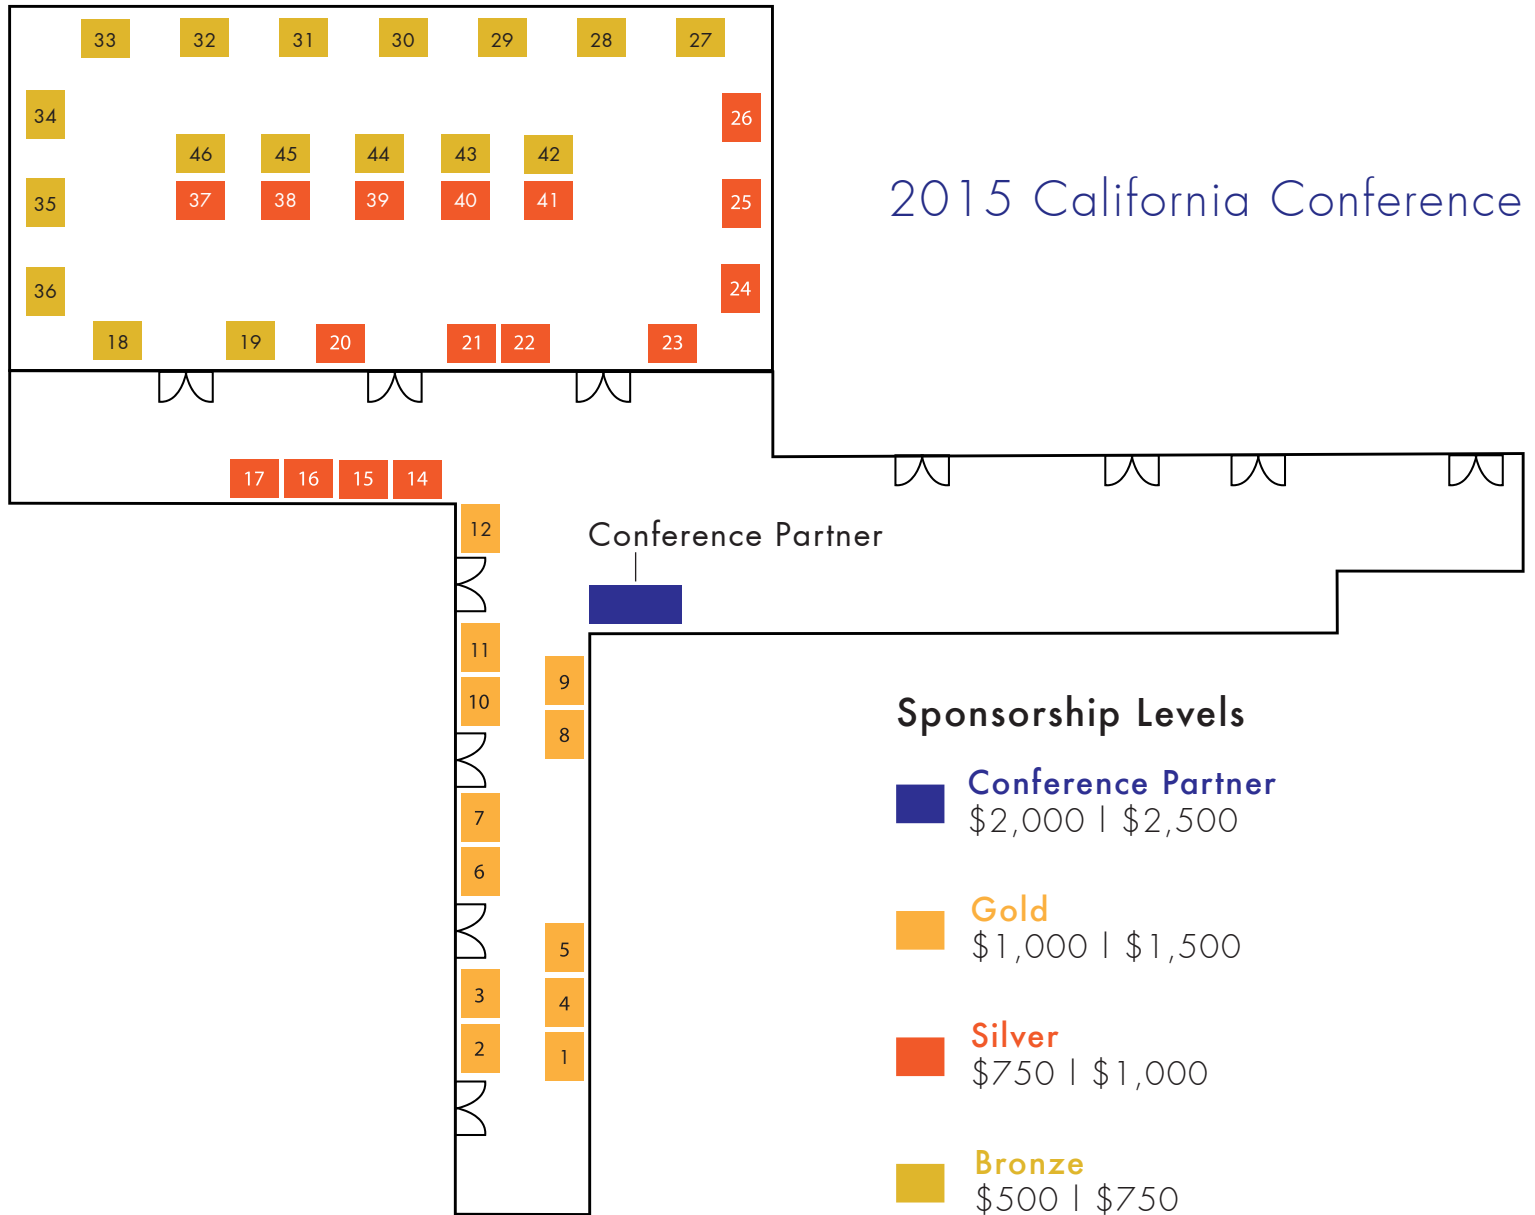 33 32 31 30 29 28 27
34
26
46 45 44 43 42
37 38 39 40 41
35
25
2015 California Conference
36
24
18 19 20 21 22 23
17 16 15 14
12
Conference Partner
11
9
10
8
7
6
5
3
4
2
1
Sponsorship Levels
Conference Partner
$2,000 | $2,500
Gold
$1,000 | $1,500
Silver
$750 | $1,000
Bronze
$500 | $750